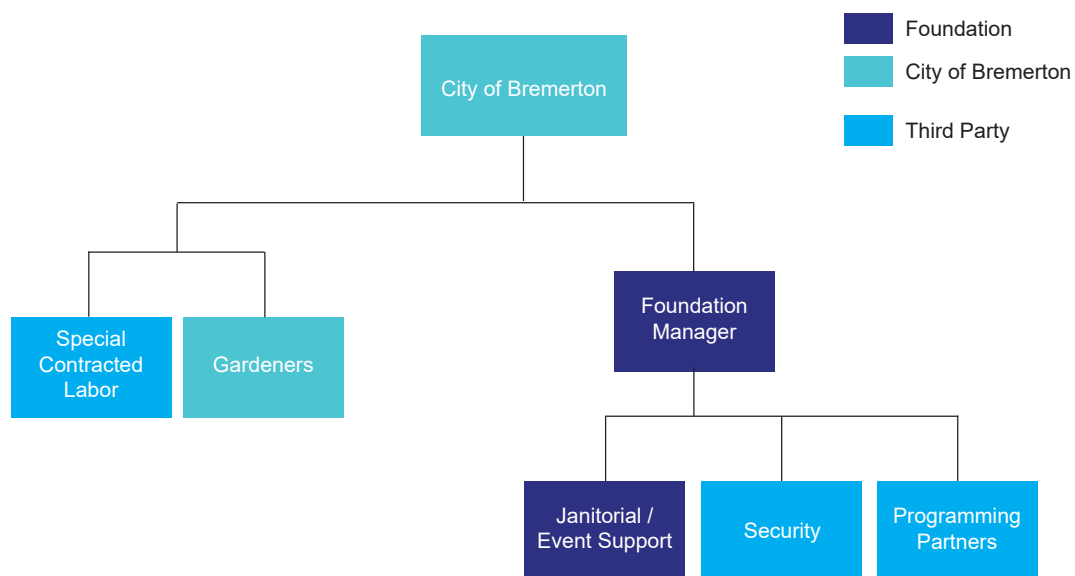 Foundation
City of Bremerton
Third Party
City of Bremerton
Foundation
Manager
Special
Contracted
Labor
Gardeners
Janitorial /
Event Support
Security
Programming
Partners